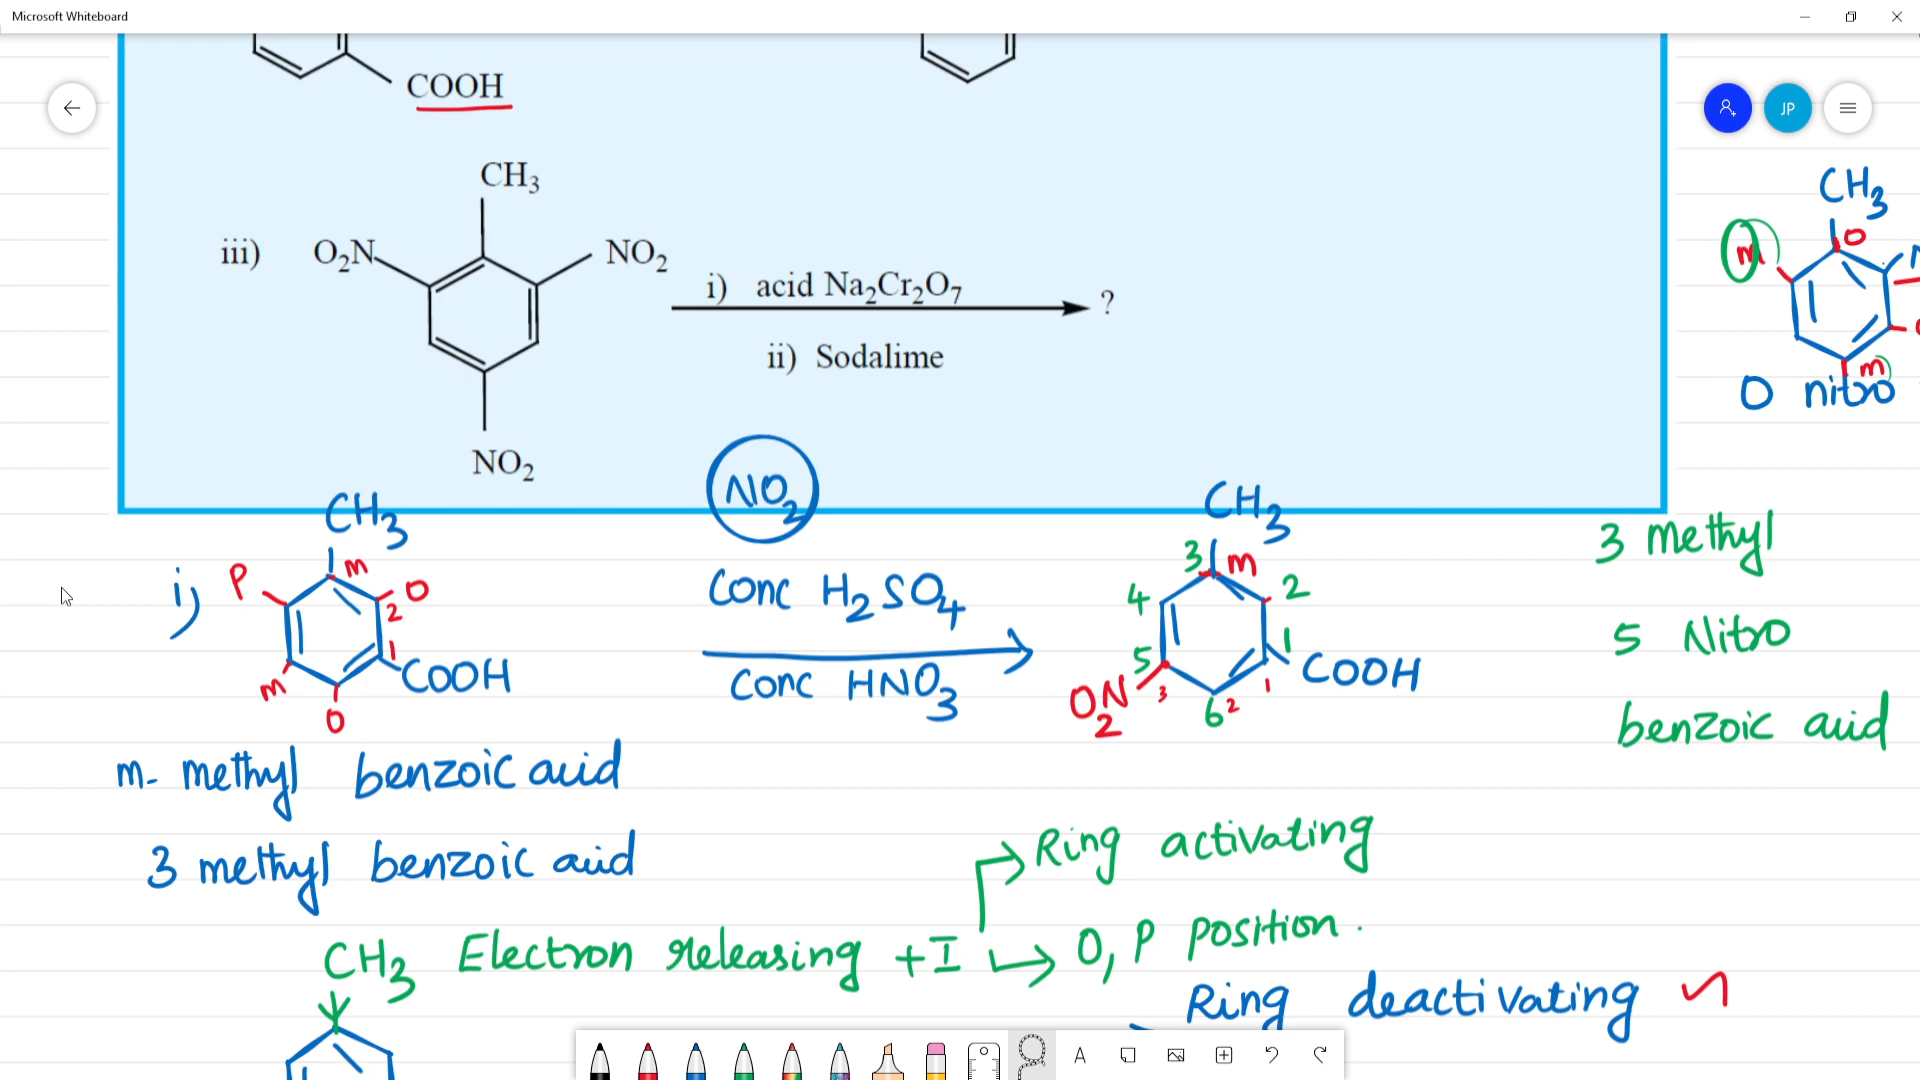 Microsoft Whiteboard
COOH
JP
CH3
iii) O2N NO2
i) acid Na2Cr2O7 ?
ii) Sodalime
NO2
CH3
m O
m
O nitro
NO2
i) CH3
P m O
2
1
COOH
m
O
Conc H2SO4
Conc HNO3
CH3
3 m
4 2
5 1
COOH
O2N 3 6 2 1
3 methyl
5 Nitro
benzoic acid
m- methyl benzoic acid
3 methyl benzoic acid
Ring activating
CH3 Electron releasing +I O, P position.
Ring deactivating
A